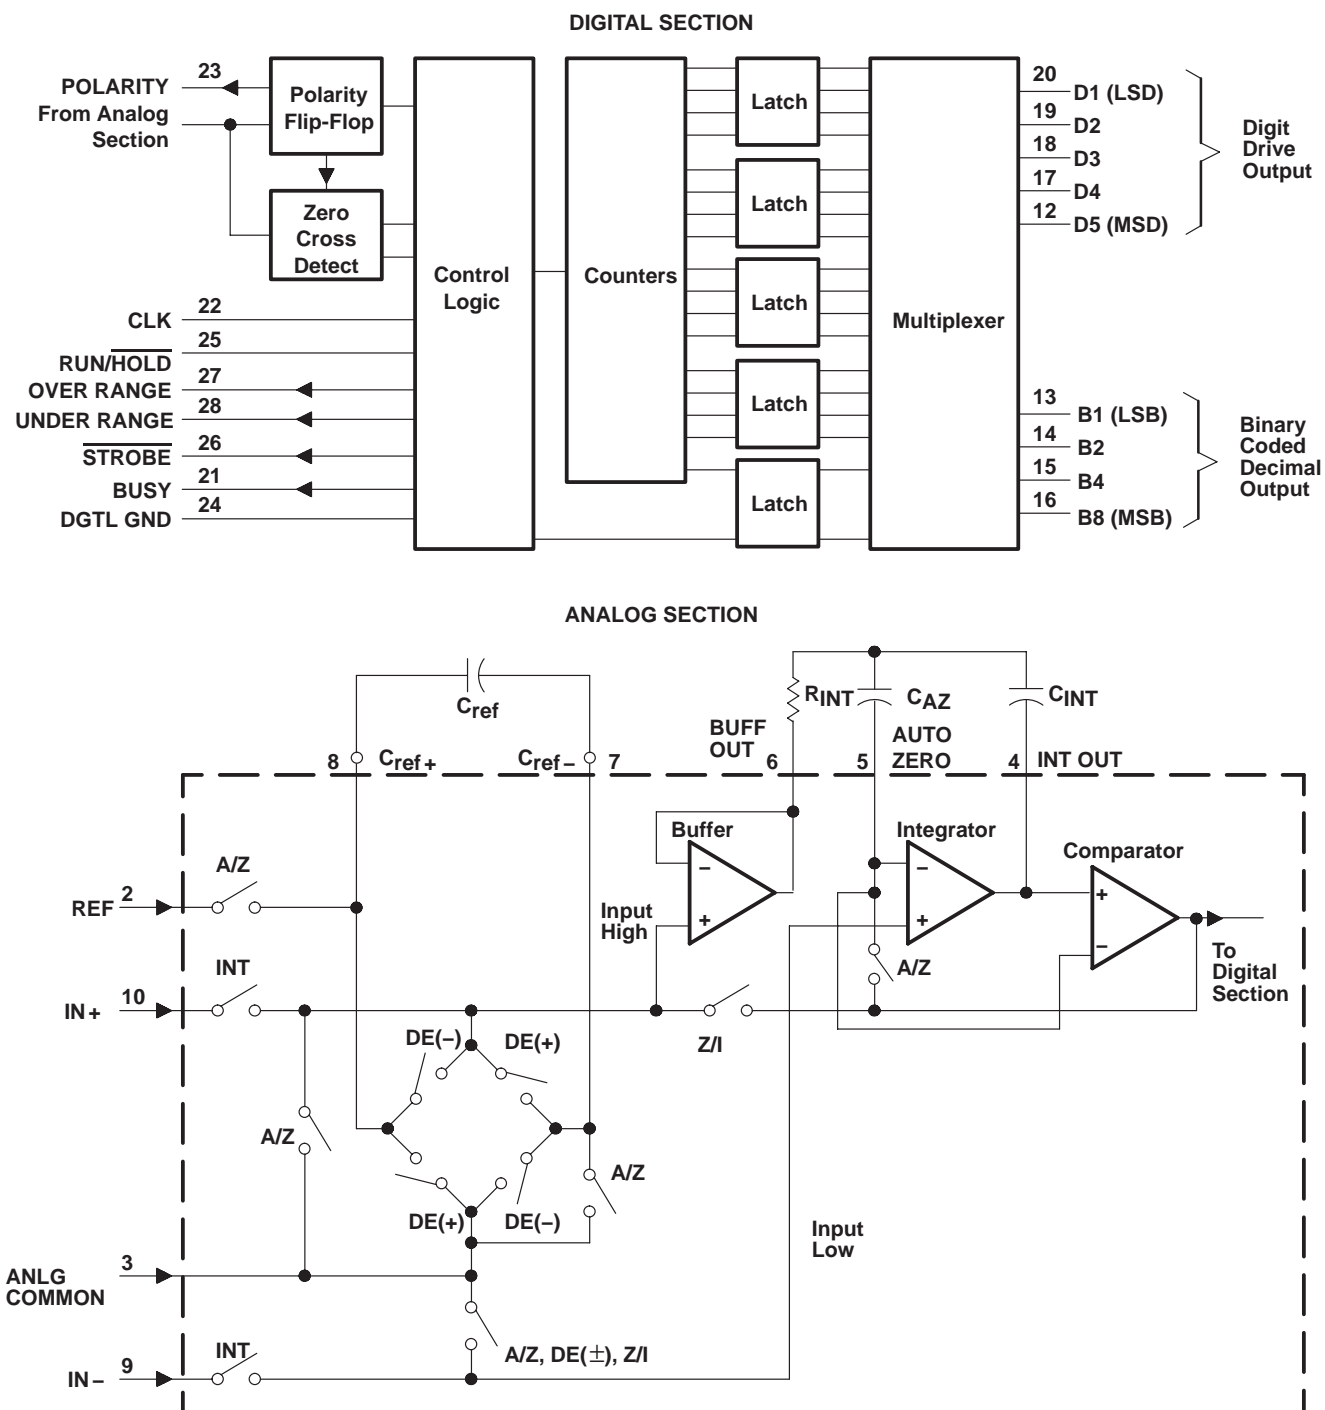 DIGITAL SECTION
POLARITY
23
From Analog
Section
Polarity
Flip-Flop
Zero
Cross
Detect
CLK
22
RUN/HOLD
25
OVER RANGE
27
UNDER RANGE
28
STROBE
26
BUSY
21
DGTL GND
24
Control
Logic
Counters
Latch
Latch
Latch
Latch
Latch
Multiplexer
20
D1 (LSD)
19
D2
18
D3
17
D4
12
D5 (MSD)
Digit
Drive
Output
13
B1 (LSB)
14
B2
15
B4
16
B8 (MSB)
Binary
Coded
Decimal
Output
ANALOG SECTION
Cref
RINT
CAZ
CINT
BUFF
OUT
AUTO
ZERO
8
Cref+
Cref–
7
6
5
4
INT OUT
Buffer
Integrator
Comparator
A/Z
REF
2
Input
High
–
+
–
+
+
–
To
Digital
Section
INT
IN+
10
A/Z
Z/I
DE(–)
DE(+)
A/Z
A/Z
DE(+)
DE(–)
Input
Low
ANLG
COMMON
3
A/Z, DE(±), Z/I
INT
IN–
9